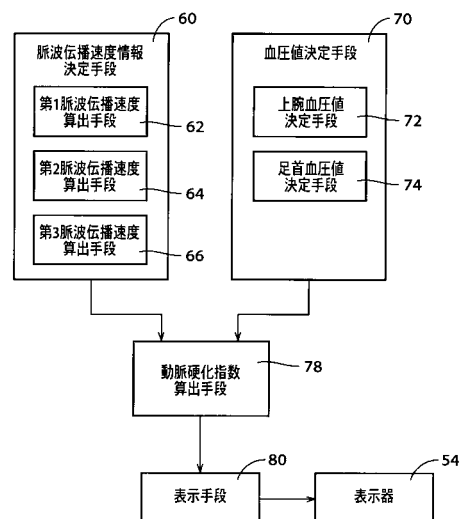 60
脈波伝播速度情報
決定手段
第1脈波伝播速度
算出手段
62
第2脈波伝播速度
算出手段
64
第3脈波伝播速度
算出手段
66
70
血圧値決定手段
上腕血圧値
決定手段
72
足首血圧値
決定手段
74
動脈硬化指数
算出手段
78
80
表示手段
54
表示器